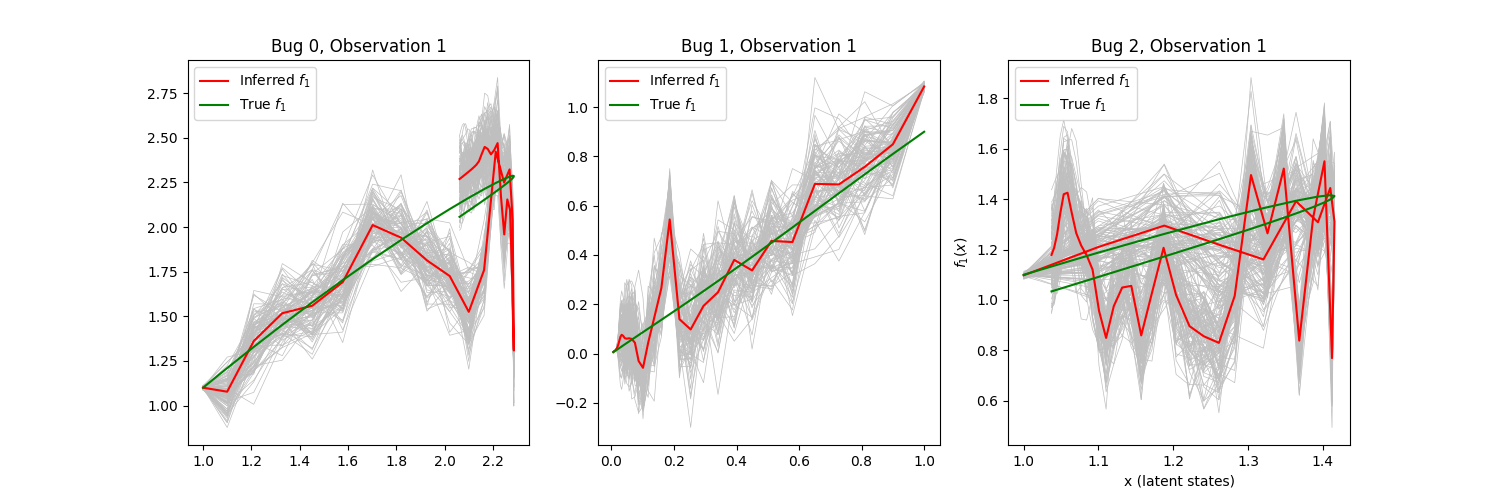 Bug 0, Observation 1
Inferred f₁
True f₁
2.75
2.50
2.25
2.00
1.75
1.50
1.25
1.00
1.0 1.2 1.4 1.6 1.8 2.0 2.2
Bug 1, Observation 1
Inferred f₁
True f₁
1.0
0.8
0.6
0.4
0.2
0.0
−0.2
0.0 0.2 0.4 0.6 0.8 1.0
Bug 2, Observation 1
Inferred f₁
True f₁
f₁(x)
1.8
1.6
1.4
1.2
1.0
0.8
0.6
1.0 1.1 1.2 1.3 1.4
x (latent states)